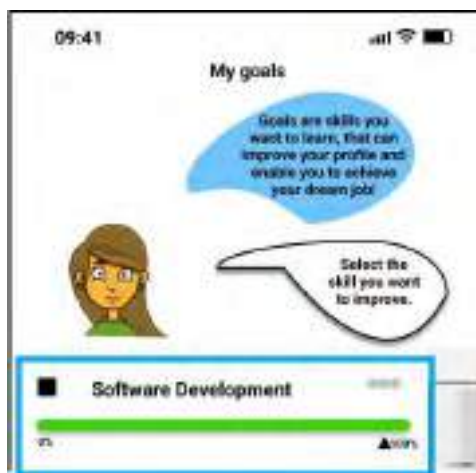 09:41
My goals
Goals are skills you
want to learn, that can
improve your profile and
enable you to achieve
your dream job!
Select the
skill you want
to improve.
Software Development
0%